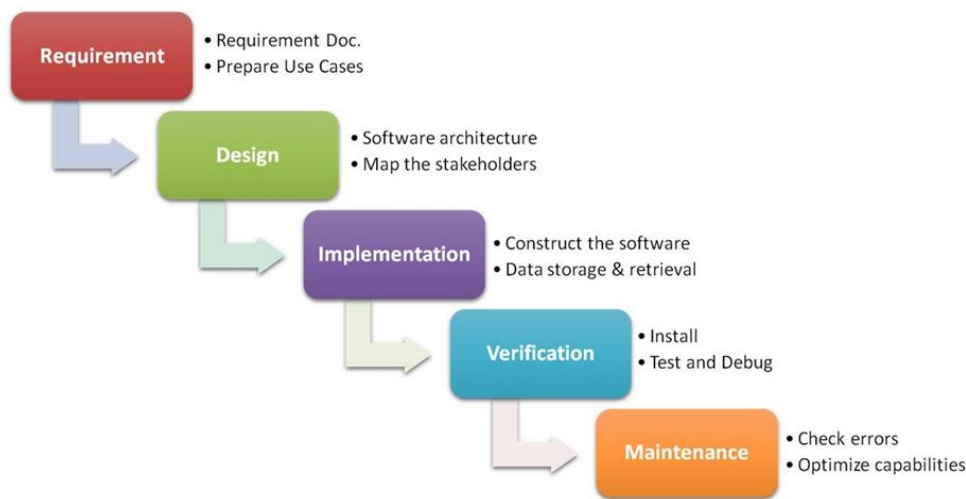 Requirement
• Requirement Doc.
• Prepare Use Cases
Design
• Software architecture
• Map the stakeholders
Implementation
• Construct the software
• Data storage & retrieval
Verification
• Install
• Test and Debug
Maintenance
• Check errors
• Optimize capabilities